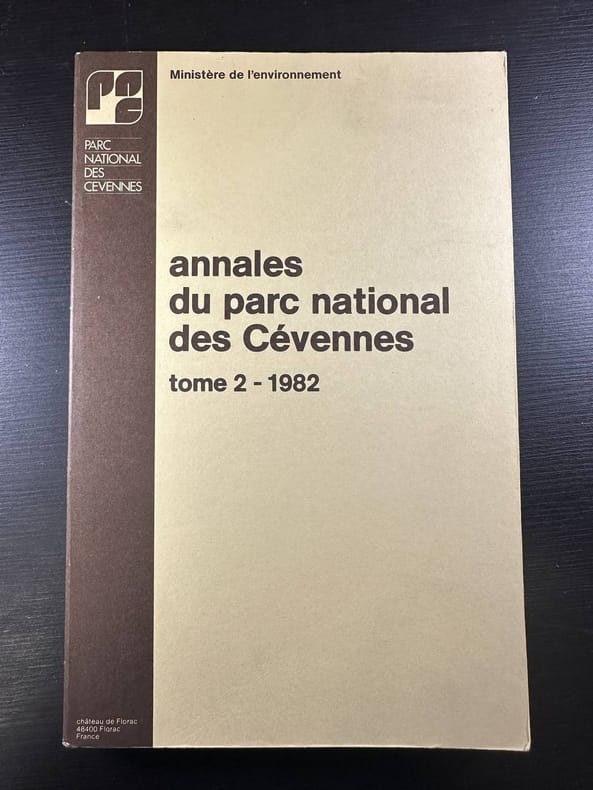 Ministère de l'environnement
pnc
PARC
NATIONAL
DES
CEVENNES
annales
du parc national
des Cévennes
tome 2 - 1982
château de Florac
48400 Florac
France